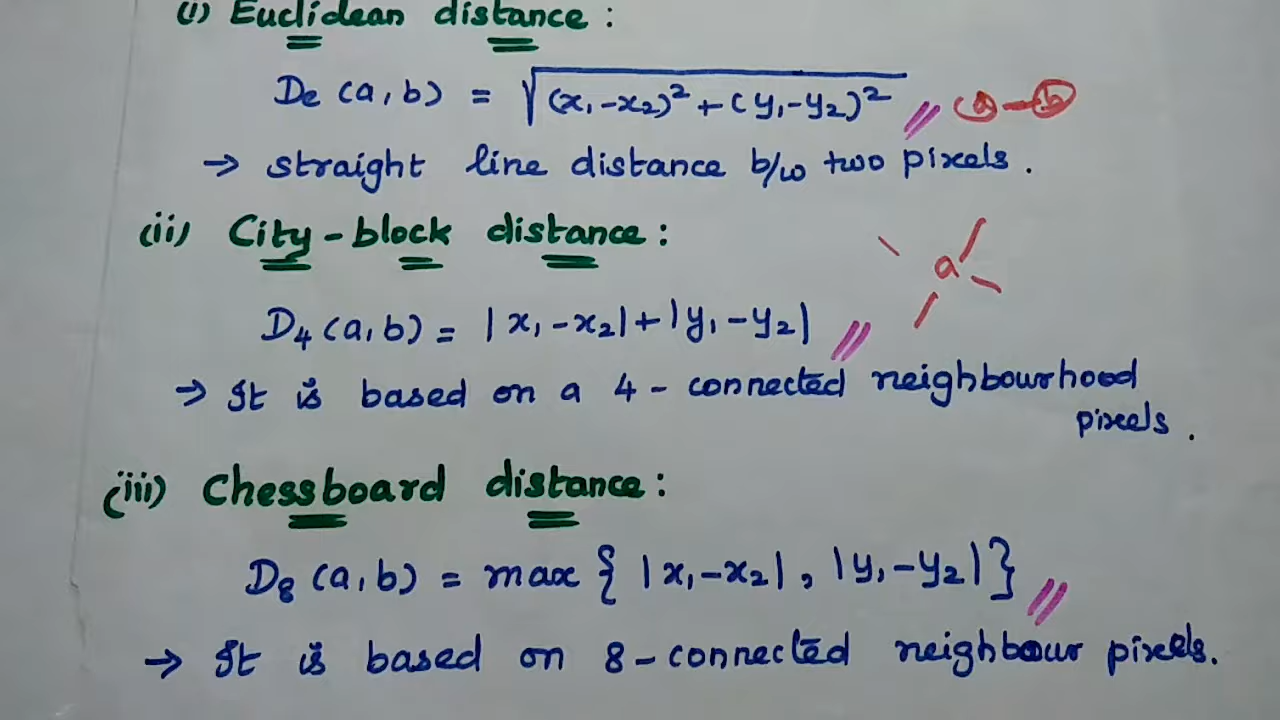 (i) Euclidean distance :
De (a, b) = √(x₁-x₂)² + (y₁-y₂)² // a - b
→ straight line distance b/w two pixels .
(ii) City - block distance :
D₄ (a, b) = |x₁-x₂| + |y₁-y₂| //
a
→ It is based on a 4 - connected neighbourhood
pixels .
(iii) Chessboard distance :
D₈ (a, b) = max { |x₁-x₂| , |y₁-y₂| } //
→ It is based on 8 - connected neighbour pixels.